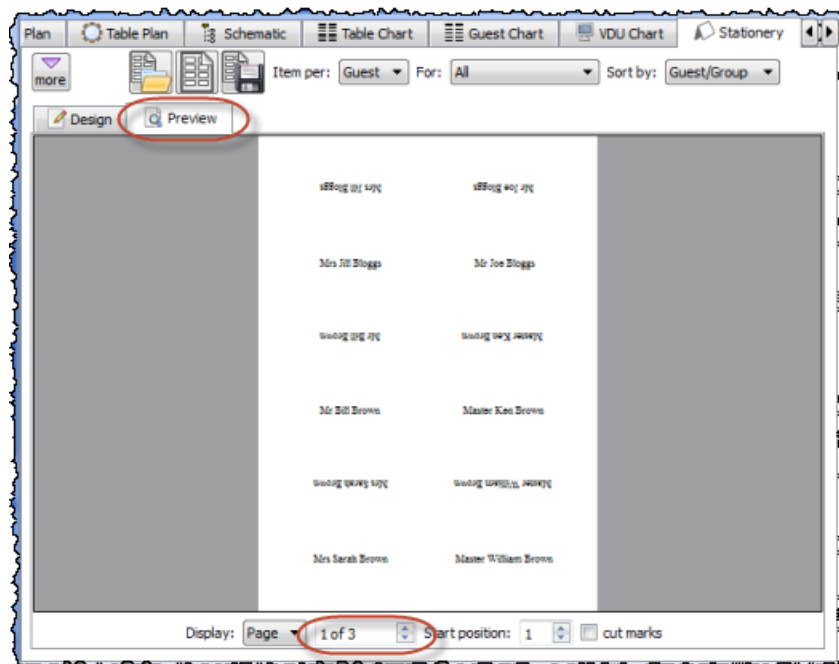 Plan Table Plan Schematic Table Chart Guest Chart VDU Chart Stationery
more Item per: Guest For: All Sort by: Guest/Group
Design Preview
Mrs Jill Bloggs Mr Joe Bloggs
Mrs Jill Bloggs Mr Joe Bloggs
Mr Bill Brown Master Ken Brown
Mr Bill Brown Master Ken Brown
Mrs Sarah Brown Master William Brown
Mrs Sarah Brown Master William Brown
Display: Page 1 of 3 Start position: 1 cut marks